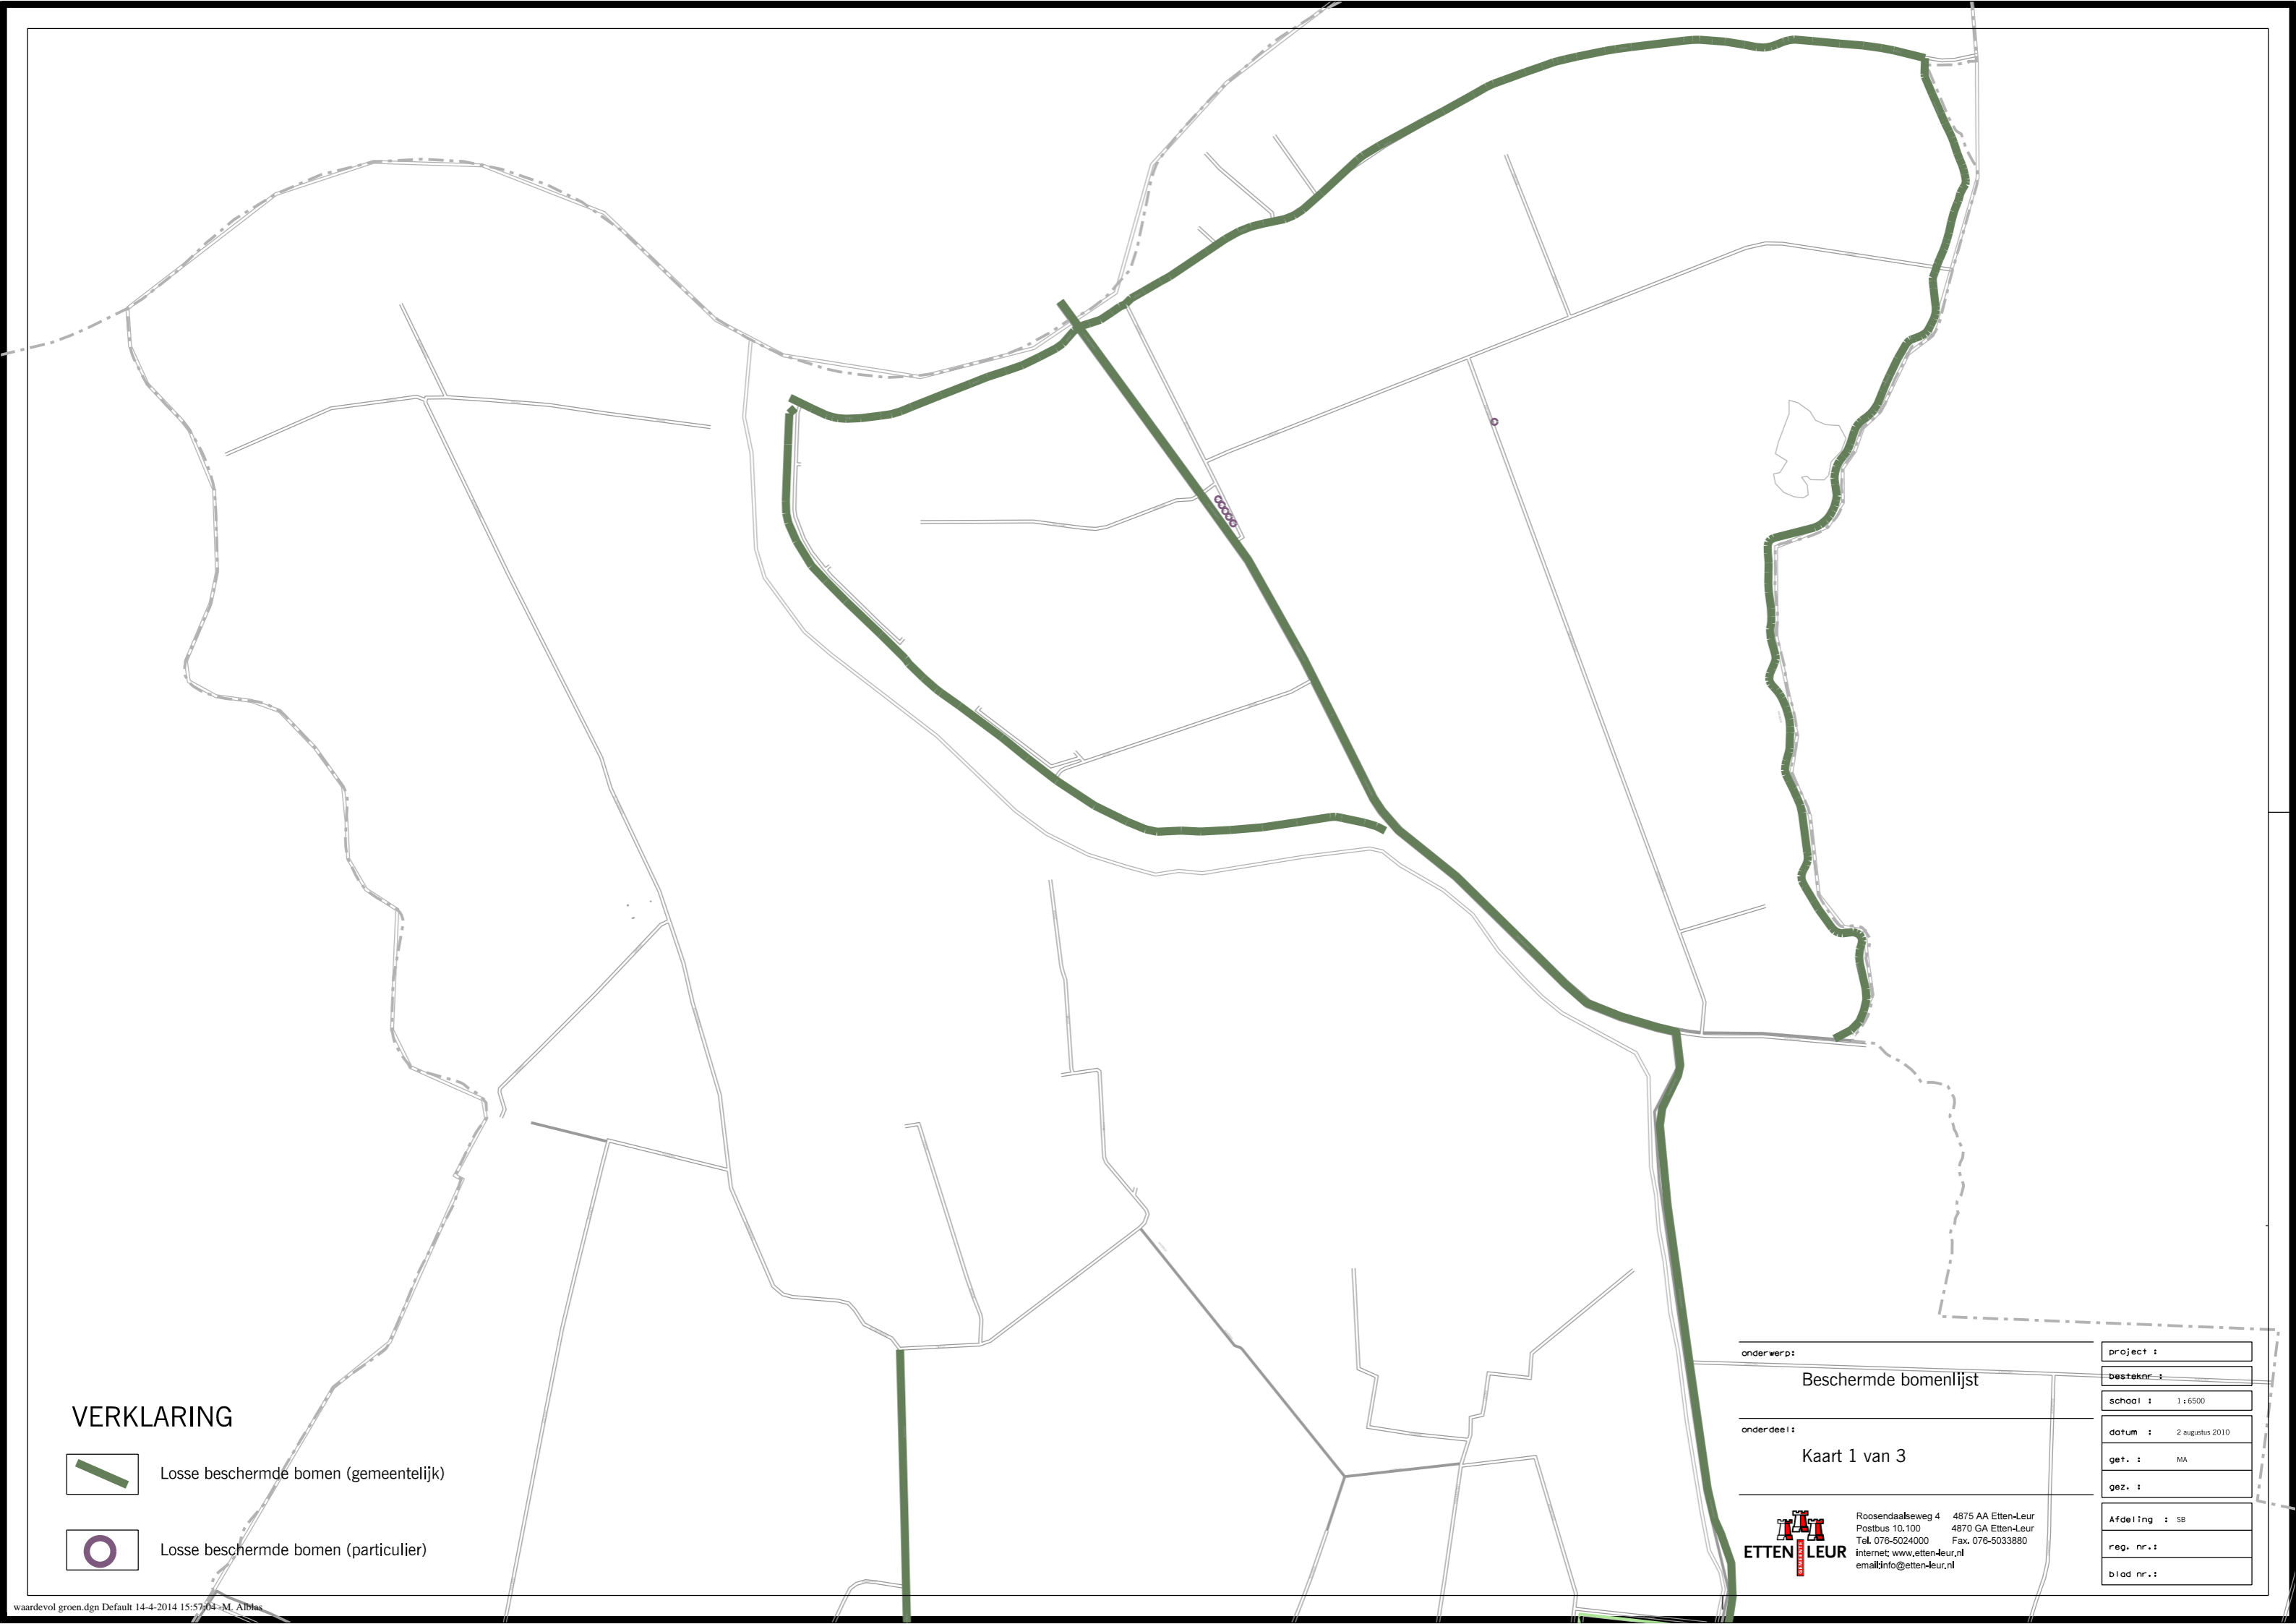 VERKLARING
Losse beschermde bomen (gemeentelijk)
Losse beschermde bomen (particulier)
onderwerp:
Beschermde bomenlijst
onderdeel:
Kaart 1 van 3
ETTEN LEUR
GEMEENTE
Roosendaalseweg 4 4875 AA Etten-Leur
Postbus 10.100 4870 GA Etten-Leur
Tel. 076-5024000 Fax. 076-5033880
internet: www.etten-leur.nl
email:info@etten-leur.nl
project :
besteknr :
schaal : 1:6500
datum : 2 augustus 2010
get. : MA
gez. :
Afdeling : SB
reg. nr.:
blad nr.:
waardevol groen.dgn Default 14-4-2014 15:57:04 -M. Alblas